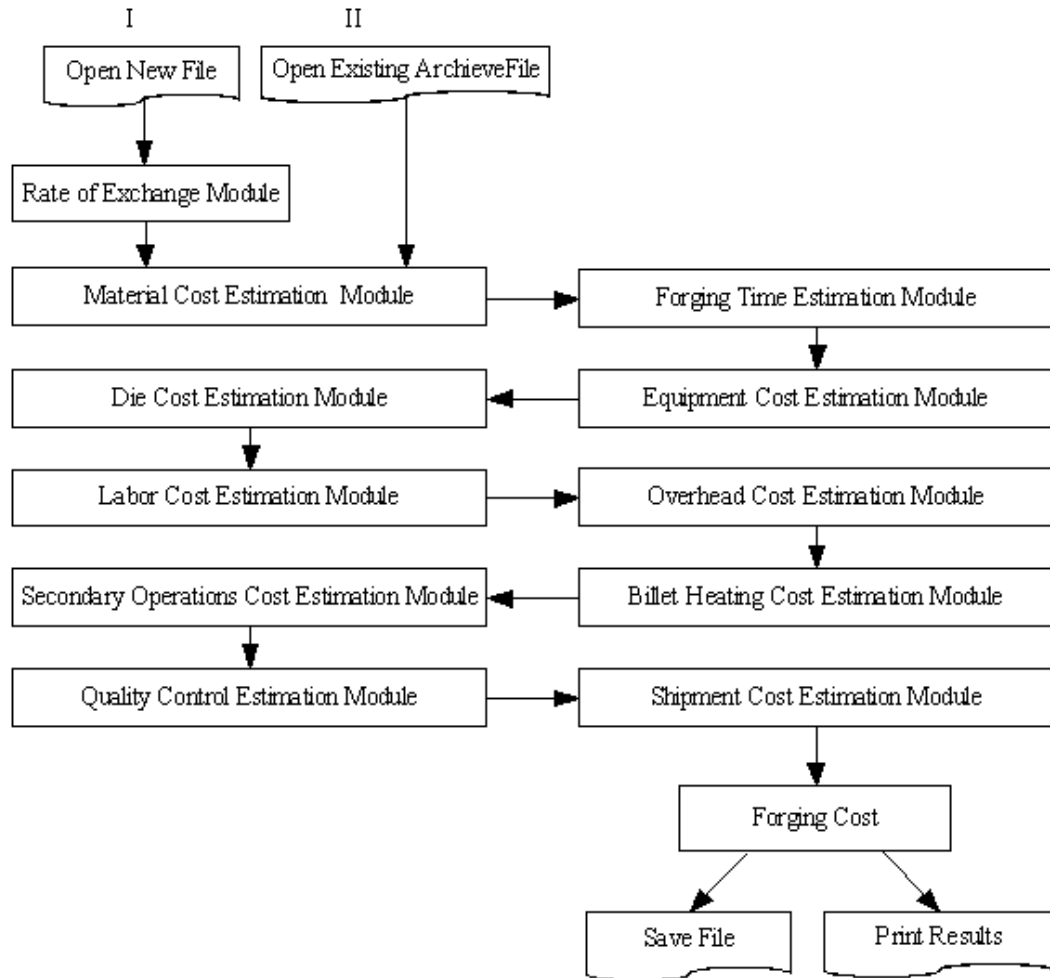 I
II
Open New File
Open Existing ArchieveFile
Rate of Exchange Module
Material Cost Estimation Module
Forging Time Estimation Module
Die Cost Estimation Module
Equipment Cost Estimation Module
Labor Cost Estimation Module
Overhead Cost Estimation Module
Secondary Operations Cost Estimation Module
Billet Heating Cost Estimation Module
Quality Control Estimation Module
Shipment Cost Estimation Module
Forging Cost
Save File
Print Results